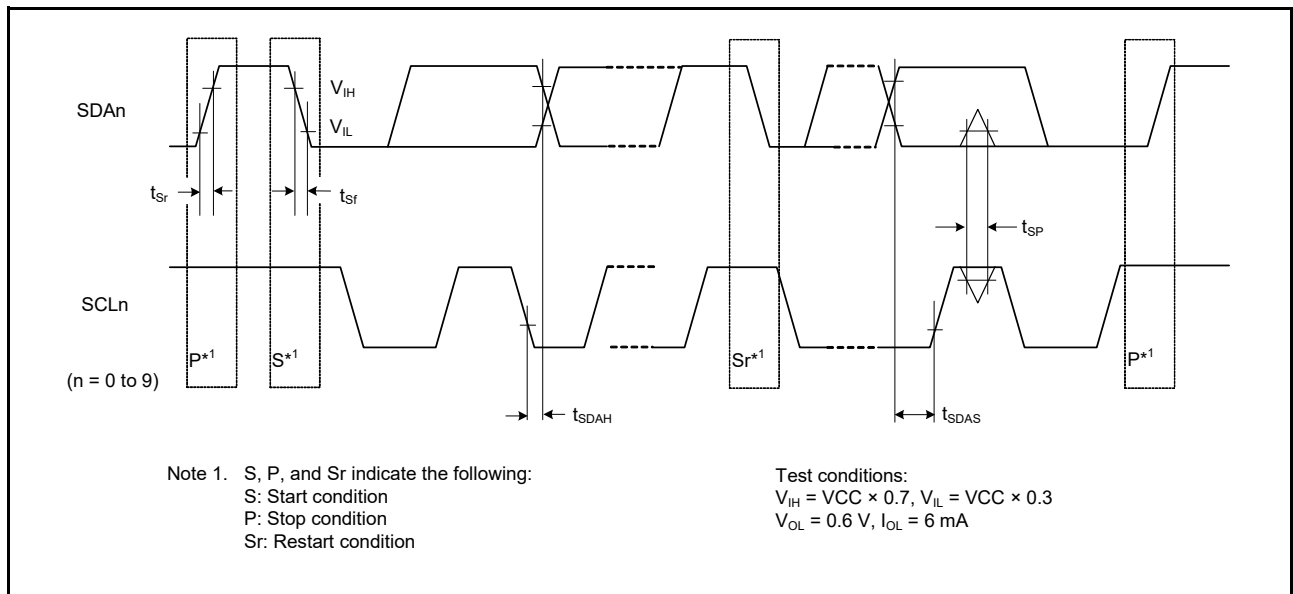 SDAn
VIH
VIL
tSr
tSf
tSP
SCLn
P*1
S*1
Sr*1
P*1
(n = 0 to 9)
tSDAH
tSDAS
Note 1. S, P, and Sr indicate the following:
S: Start condition
P: Stop condition
Sr: Restart condition
Test conditions:
VIH = VCC × 0.7, VIL = VCC × 0.3
VOL = 0.6 V, IOL = 6 mA